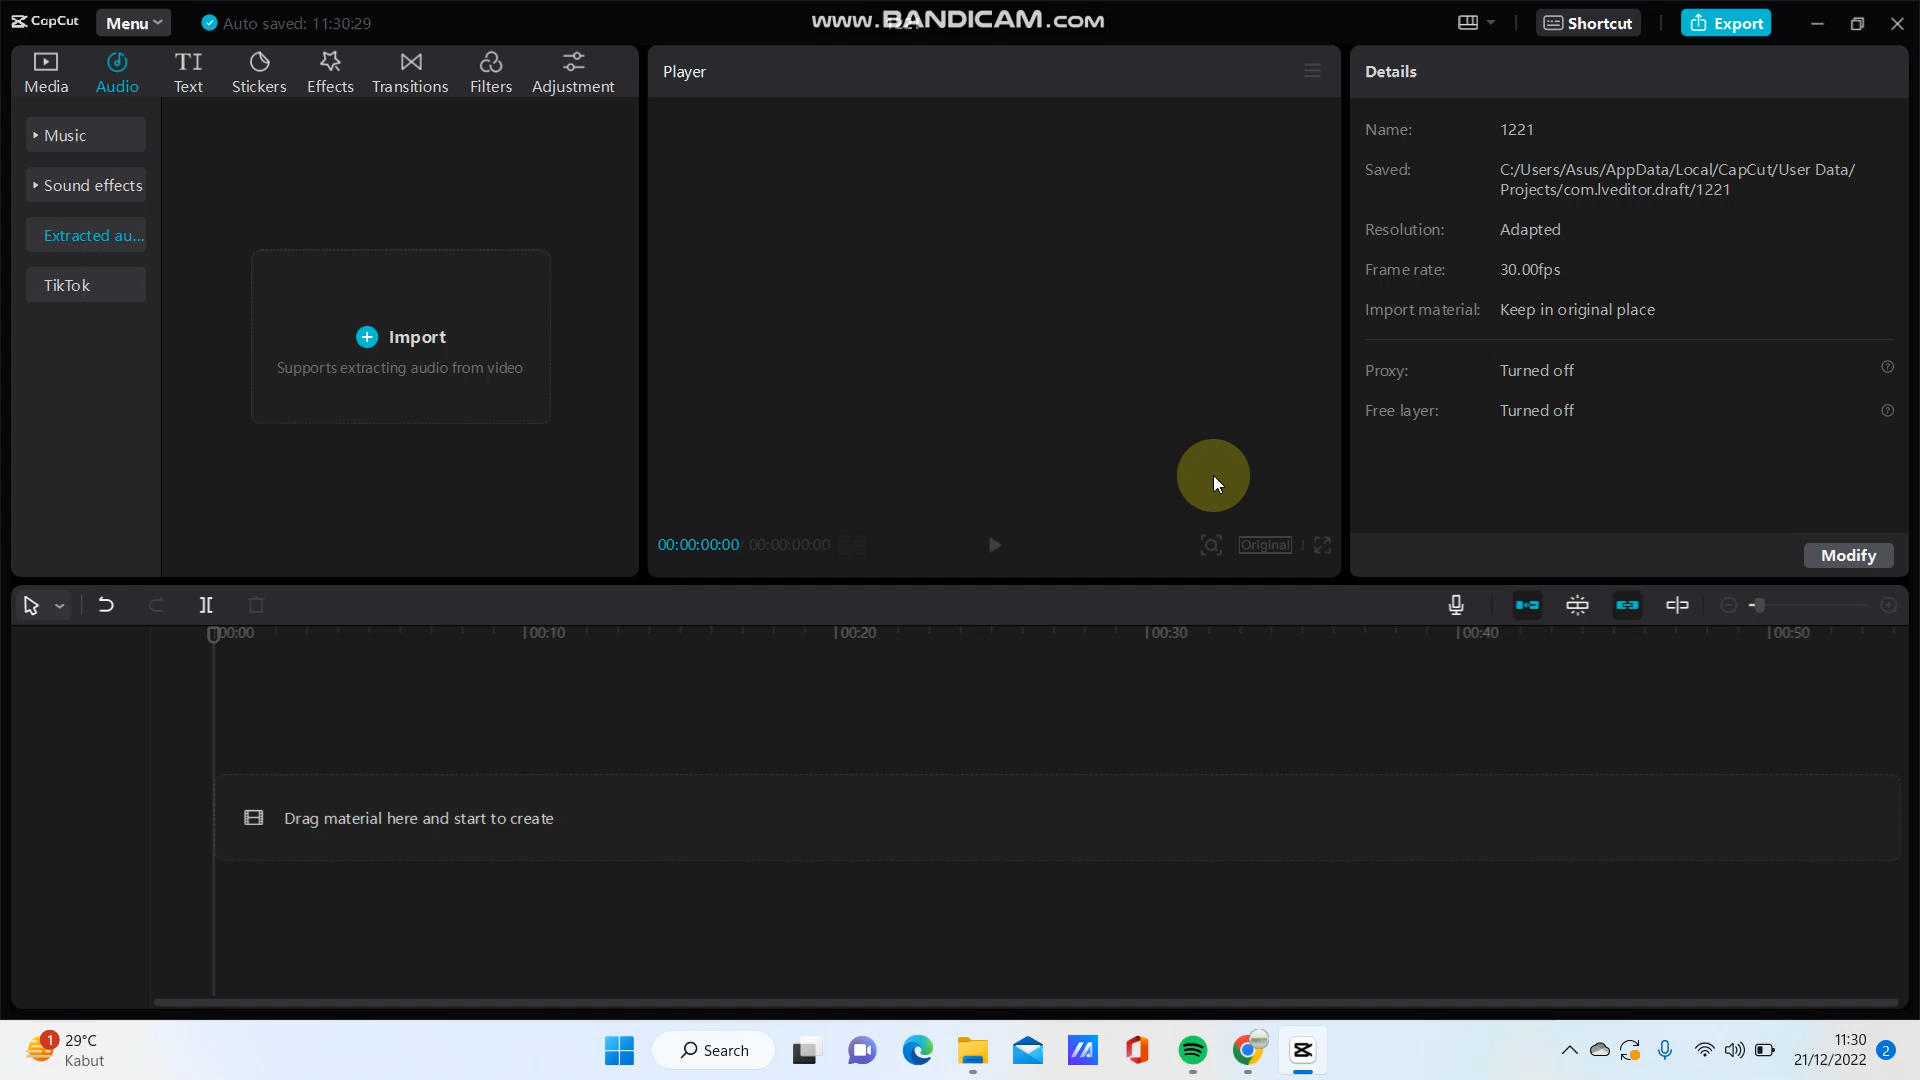 CapCut
Menu
Auto saved: 11:30:29
www.BANDICAM.com
Shortcut
Export
Media
Audio
Text
Stickers
Effects
Transitions
Filters
Adjustment
Music
Sound effects
Extracted au...
TikTok
Import
Supports extracting audio from video
Player
00:00:00:00 00:00:00:00
Original
Details
Name: 1221
Saved: C:/Users/Asus/AppData/Local/CapCut/User Data/
Projects/com.lveditor.draft/1221
Resolution: Adapted
Frame rate: 30.00fps
Import material: Keep in original place
Proxy: Turned off
Free layer: Turned off
Modify
00:00 00:10 00:20 00:30 00:40 00:50
Drag material here and start to create
1
29°C
Kabut
Search
11:30
21/12/2022
2